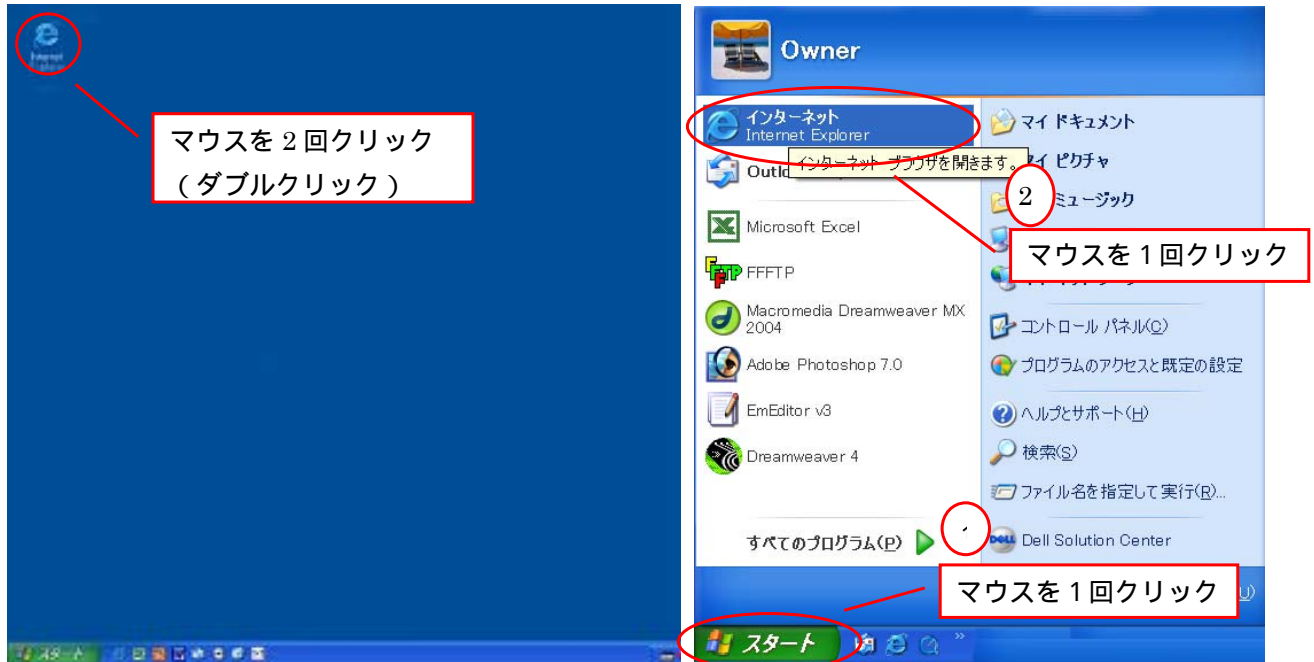 Internet
マウスを２回クリック
（ダブルクリック）
スタート
Owner
インターネット
Internet Explorer
インターネット ブラウザを開きます。
Microsoft Excel
FFFTP
Macromedia Dreamweaver MX
2004
Adobe Photoshop 7.0
EmEditor v3
Dreamweaver 4
すべてのプログラム(P)
マイ ドキュメント
ピクチャ
2
ミュージック
マウスを１回クリック
コントロール パネル(C)
プログラムのアクセスと既定の設定
ヘルプとサポート(H)
検索(S)
ファイル名を指定して実行(R)...
DELL Dell Solution Center
マウスを１回クリック
U)
スタート